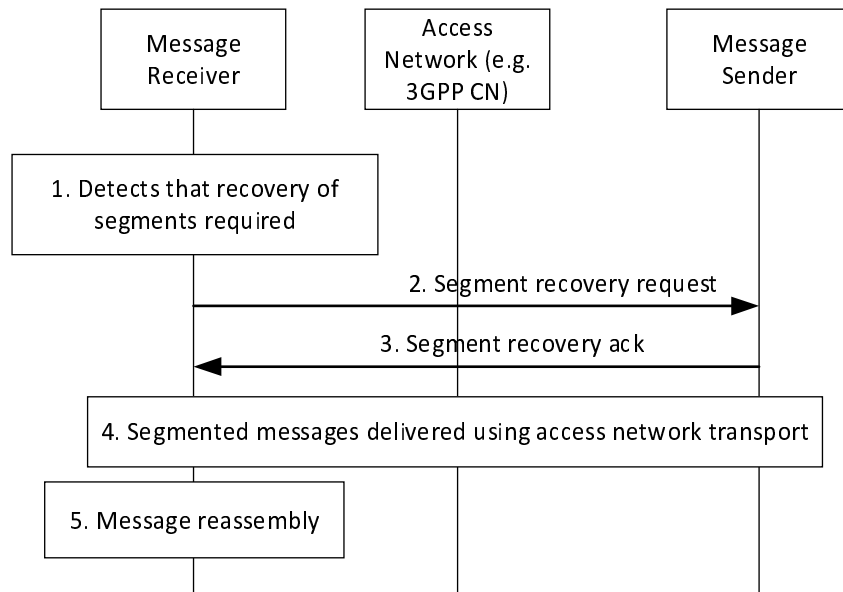 Message
Receiver
Access
Network (e.g.
3GPP CN)
Message
Sender
1. Detects that recovery of
segments required
2. Segment recovery request
3. Segment recovery ack
4. Segmented messages delivered using access network transport
5. Message reassembly